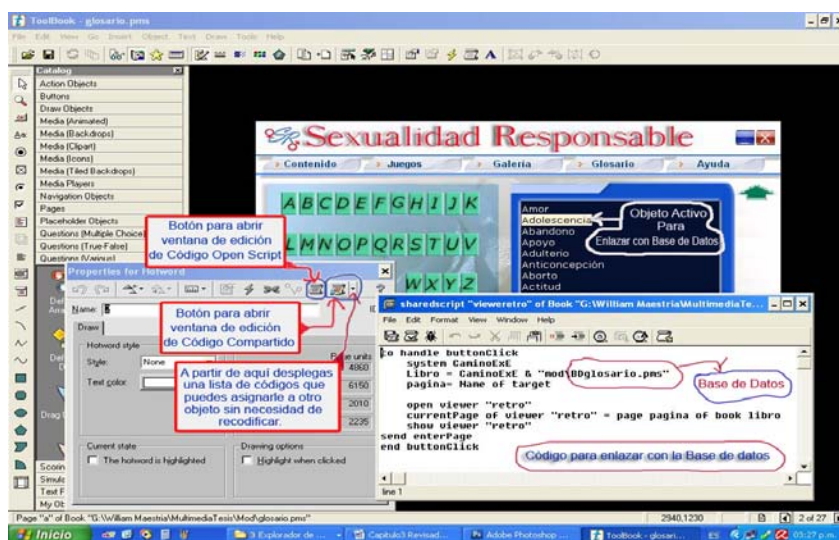 ToolBook - glosario.pms
File Edit View Go Insert Object Text Draw Tools Help
Catalog
Action Objects
Buttons
Draw Objects
Media (Animated)
Media (Backdrops)
Media (Clipart)
Media (Icons)
Media (Tiled Backdrops)
Media Players
Navigation Objects
Pages
Placeholder Objects
Questions (Multiple Choice)
Questions (True-False)
Questions (Various)
SR Sexualidad Responsable
Contenido Juegos Galería Glosario Ayuda
A B C D E F G H I J K
L M N O P Q R S T U V
W X Y Z
Amor
Adolescencia
Abandono
Apoyo
Adulterio
Anticoncepción
Aborto
Actitud
Objeto Activo
Para
Enlazar con Base de Datos
Botón para abrir
ventana de edición
de Código Open Script
Properties for Hotword
Name:
Botón para abrir
ventana de edición
de Código Compartido
Draw
Hotword style
Style: None
Text color:
A partir de aquí despliegas
una lista de códigos que
puedes asignarle a otro
objeto sin necesidad de
recodificar.
Base units
4860
6150
2010
2235
Current state
The hotword is highlighted
Drawing options
Highlight when clicked
sharedscript "vieweretro" of Book "G:\William Maestria\MultimediaTe...
File Edit Format View Window Help
to handle buttonClick
system CaminoExE
Libro = CaminoExE & "mod\BDglosario.pms"
pagina= Name of target
open viewer "retro"
currentPage of viewer "retro" = page pagina of book libro
show viewer "retro"
send enterPage
end buttonClick
Base de Datos
Código para enlazar con la Base de datos
line 1
Page "a" of Book "G:\William Maestria\MultimediaTesis\Mod\glosario.pms"
2940,1230
2 of 27
Inicio
3 Explorador de ...
Capitulo3 Revisad...
Adobe Photoshop ...
ToolBook - glosari...
ES
03:27 p.m.